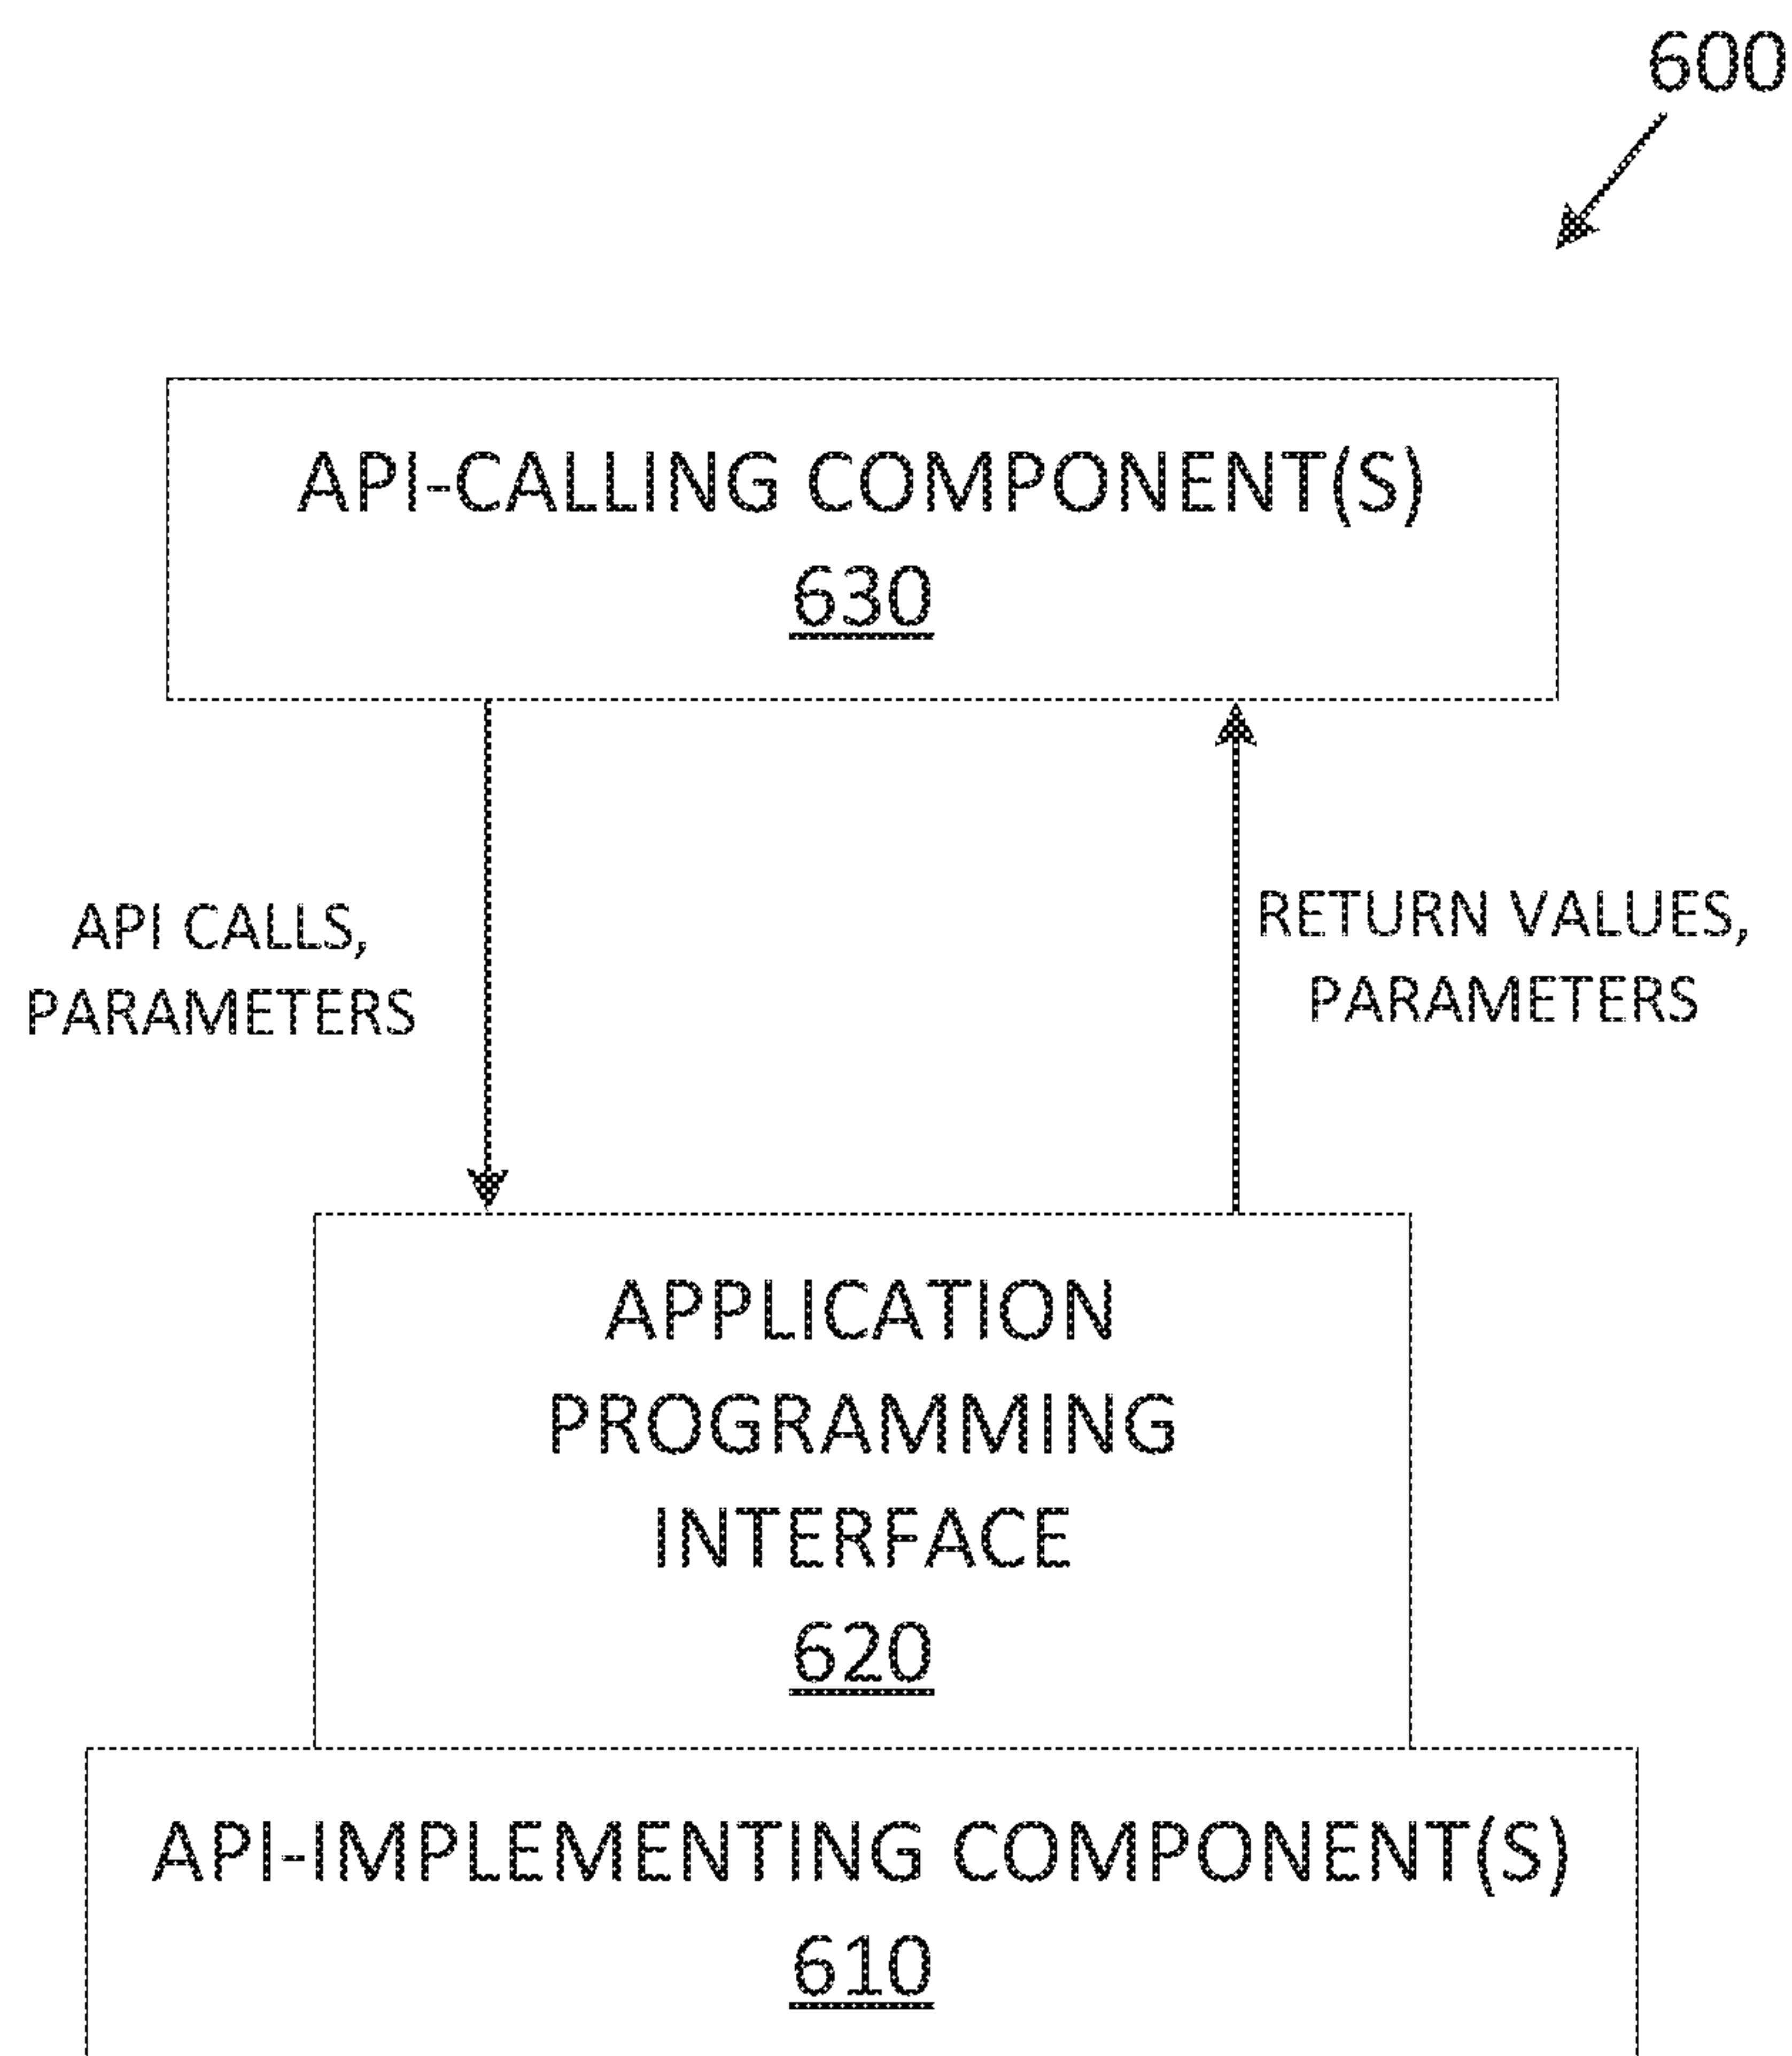 600
API-CALLING COMPONENT(S)
630
API CALLS,
PARAMETERS
RETURN VALUES,
PARAMETERS
APPLICATION
PROGRAMMING
INTERFACE
620
API-IMPLEMENTING COMPONENT(S)
610